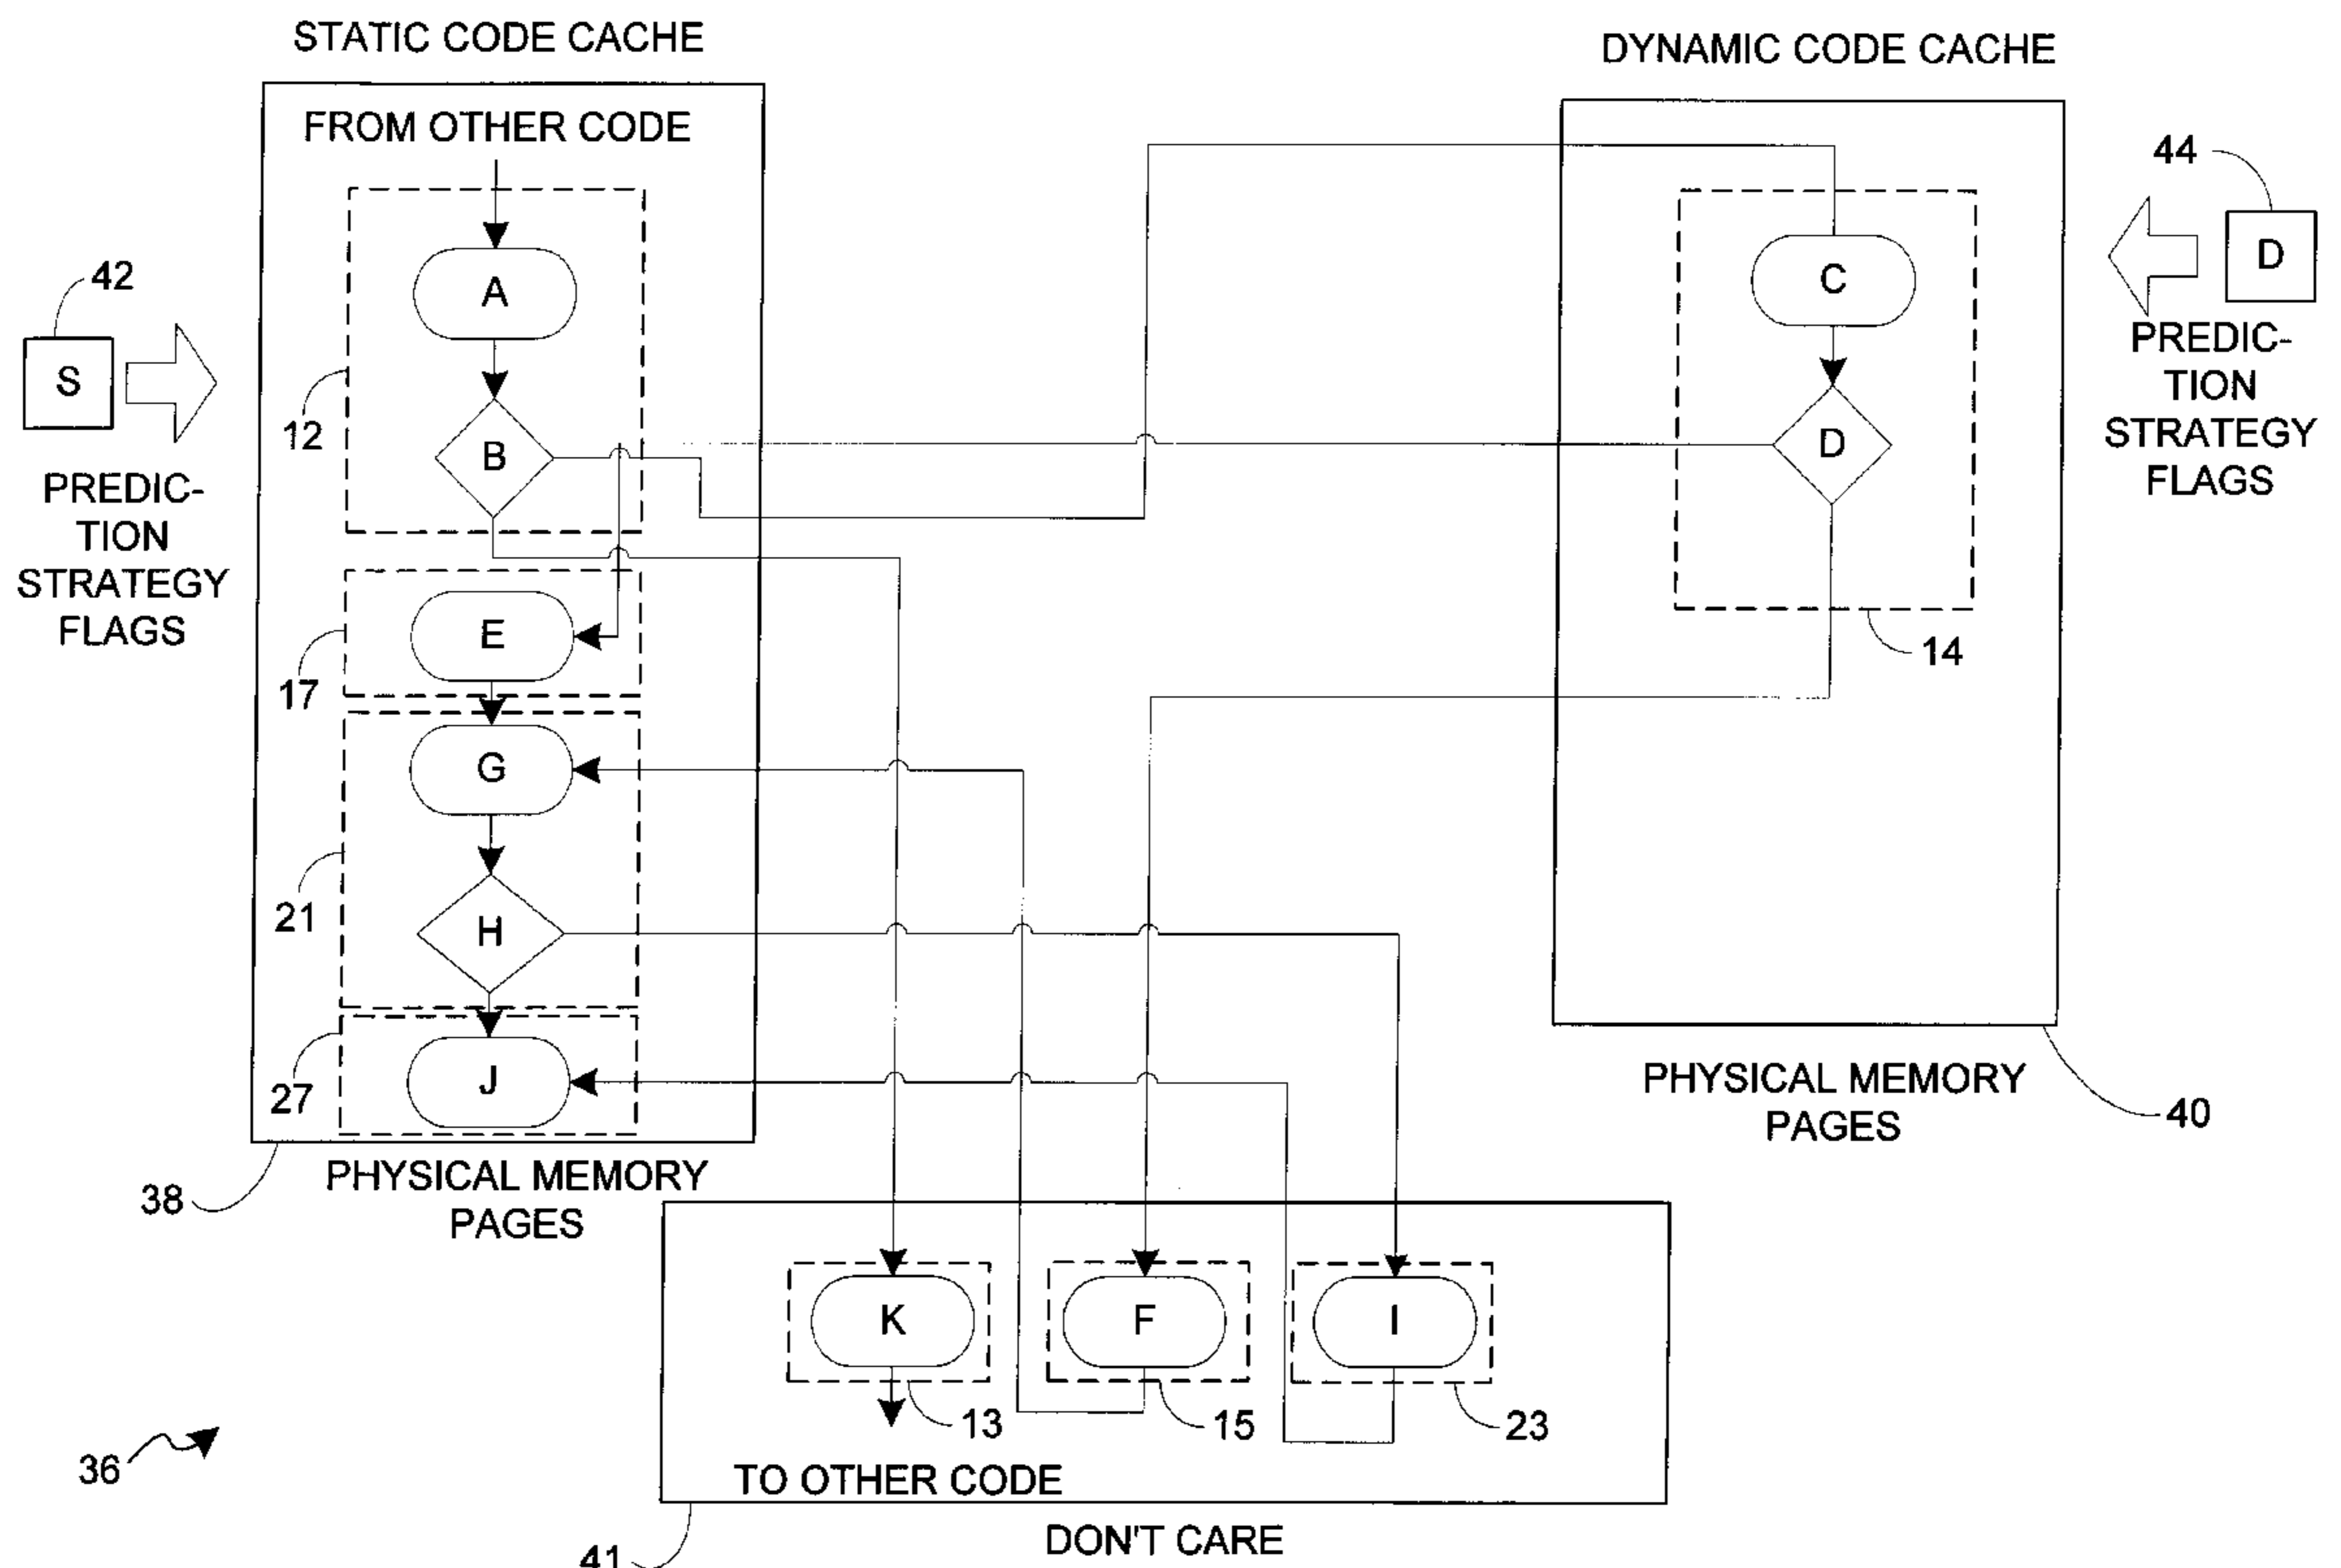 STATIC CODE CACHE
DYNAMIC CODE CACHE
FROM OTHER CODE
44
D
PREDIC-
TION
STRATEGY
FLAGS
42
S
PREDIC-
TION
STRATEGY
FLAGS
A
12
B
C
D
14
E
17
G
21
H
27
J
38
PHYSICAL MEMORY
PAGES
PHYSICAL MEMORY
PAGES
40
K
F
I
13
15
23
TO OTHER CODE
36
41
DON'T CARE